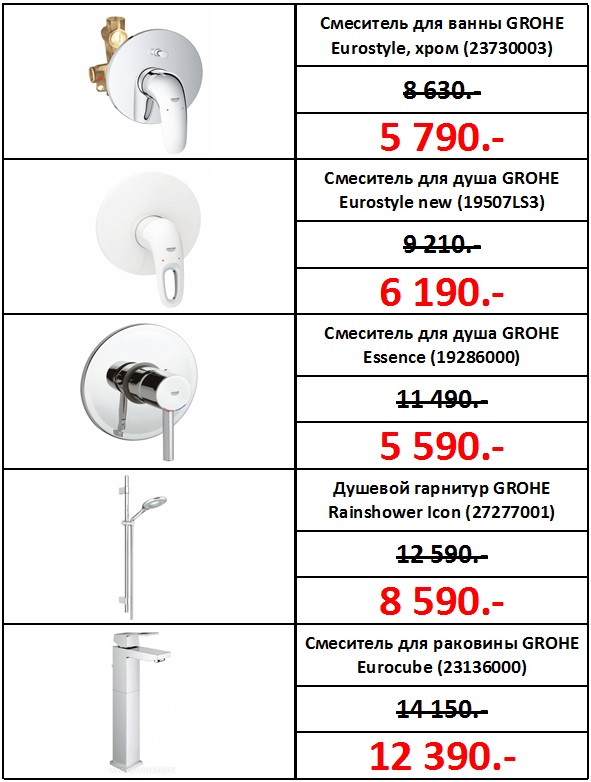 Смеситель для ванны GROHE
Eurostyle, хром (23730003)
8 630.-
5 790.-
Смеситель для душа GROHE
Eurostyle new (19507LS3)
9 210.-
6 190.-
Смеситель для душа GROHE
Essence (19286000)
11 490.-
5 590.-
Душевой гарнитур GROHE
Rainshower Icon (27277001)
12 590.-
8 590.-
Смеситель для раковины GROHE
Eurocube (23136000)
14 150.-
12 390.-